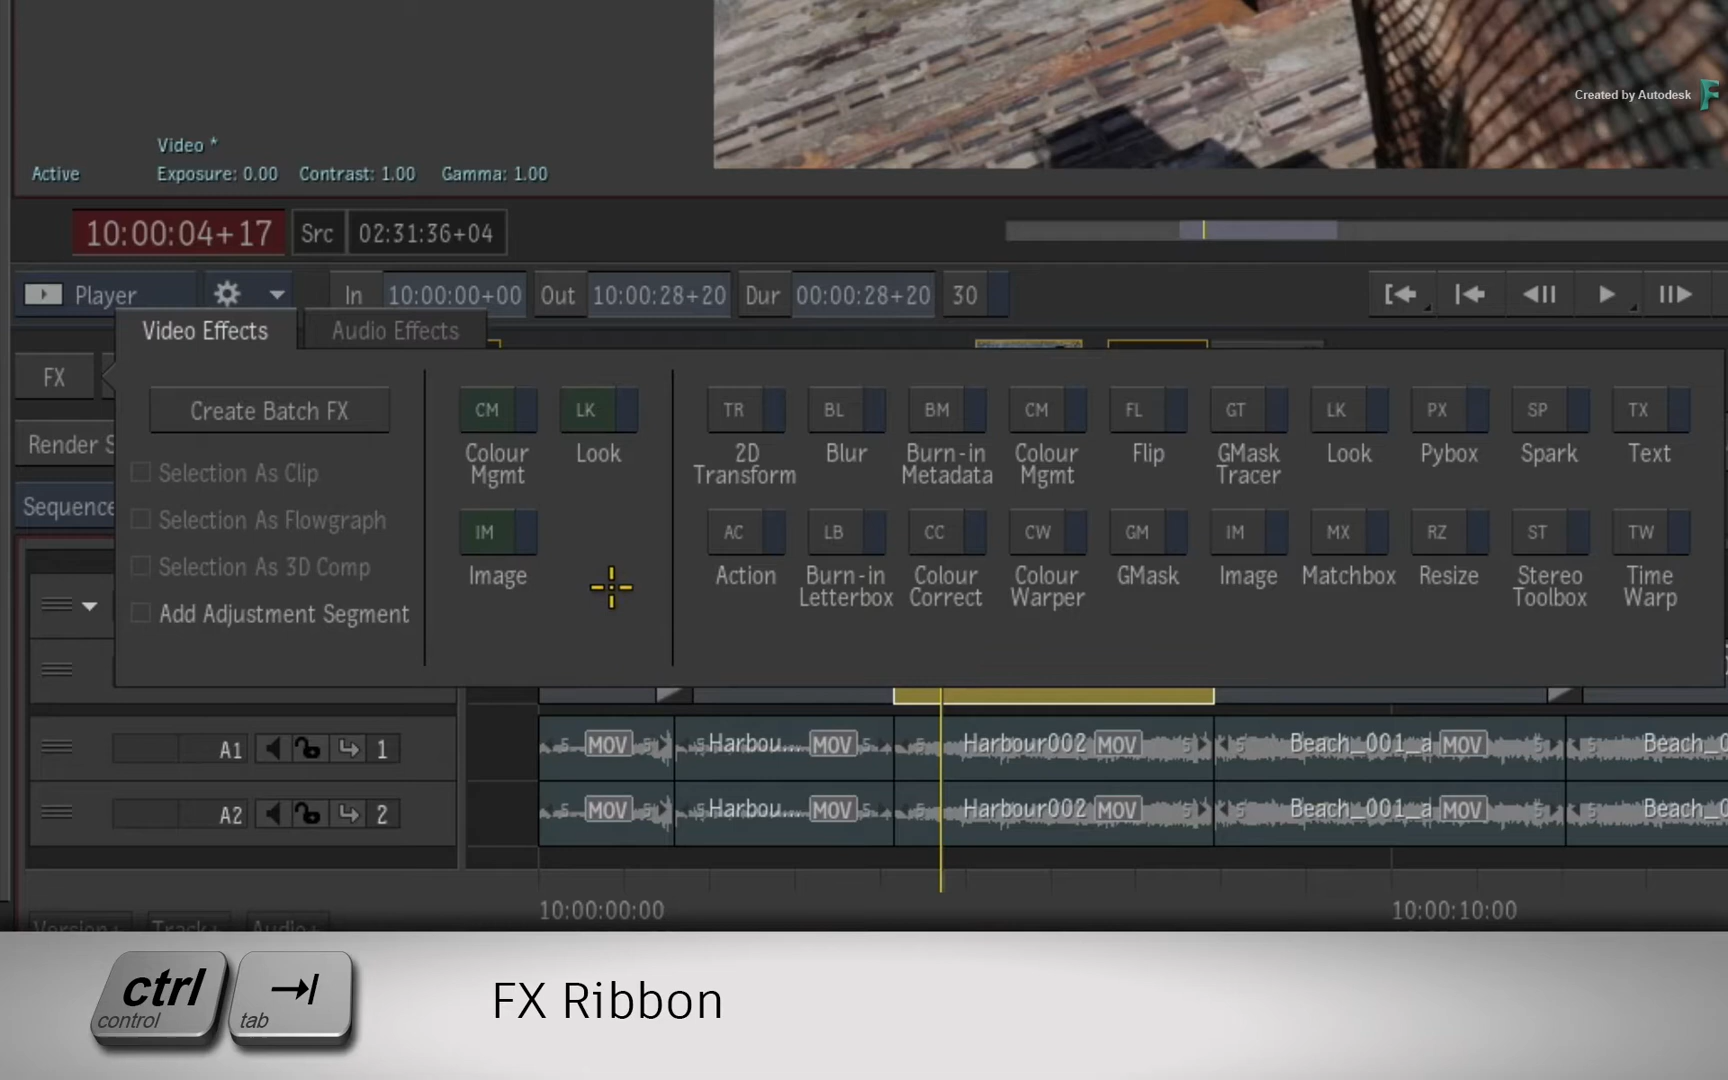 Created by Autodesk
Video *
Active Exposure: 0.00 Contrast: 1.00 Gamma: 1.00
10:00:04+17 Src 02:31:36+04
Player In 10:00:00+00 Out 10:00:28+20 Dur 00:00:28+20 30
Video Effects Audio Effects
FX
Create Batch FX
CM LK TR BL BM CM FL GT LK PX SP TX
Colour Mgmt Look 2D Transform Blur Burn-in Metadata Colour Mgmt Flip GMask Tracer Look Pybox Spark Text
Render S
Selection As Clip
Sequence
Selection As Flowgraph
IM AC LB CC CW GM IM MX RZ ST TW
Image Action Burn-in Letterbox Colour Correct Colour Warper GMask Image Matchbox Resize Stereo Toolbox Time Warp
Selection As 3D Comp
Add Adjustment Segment
A1 1 MOV Harbou... MOV Harbour002 MOV Beach_001_a MOV Beach_0
A2 2 MOV Harbou... MOV Harbour002 MOV Beach_001_a MOV Beach_0
10:00:00:00 10:00:10:00
Version+ Track+ Audio+
ctrl
control tab
FX Ribbon